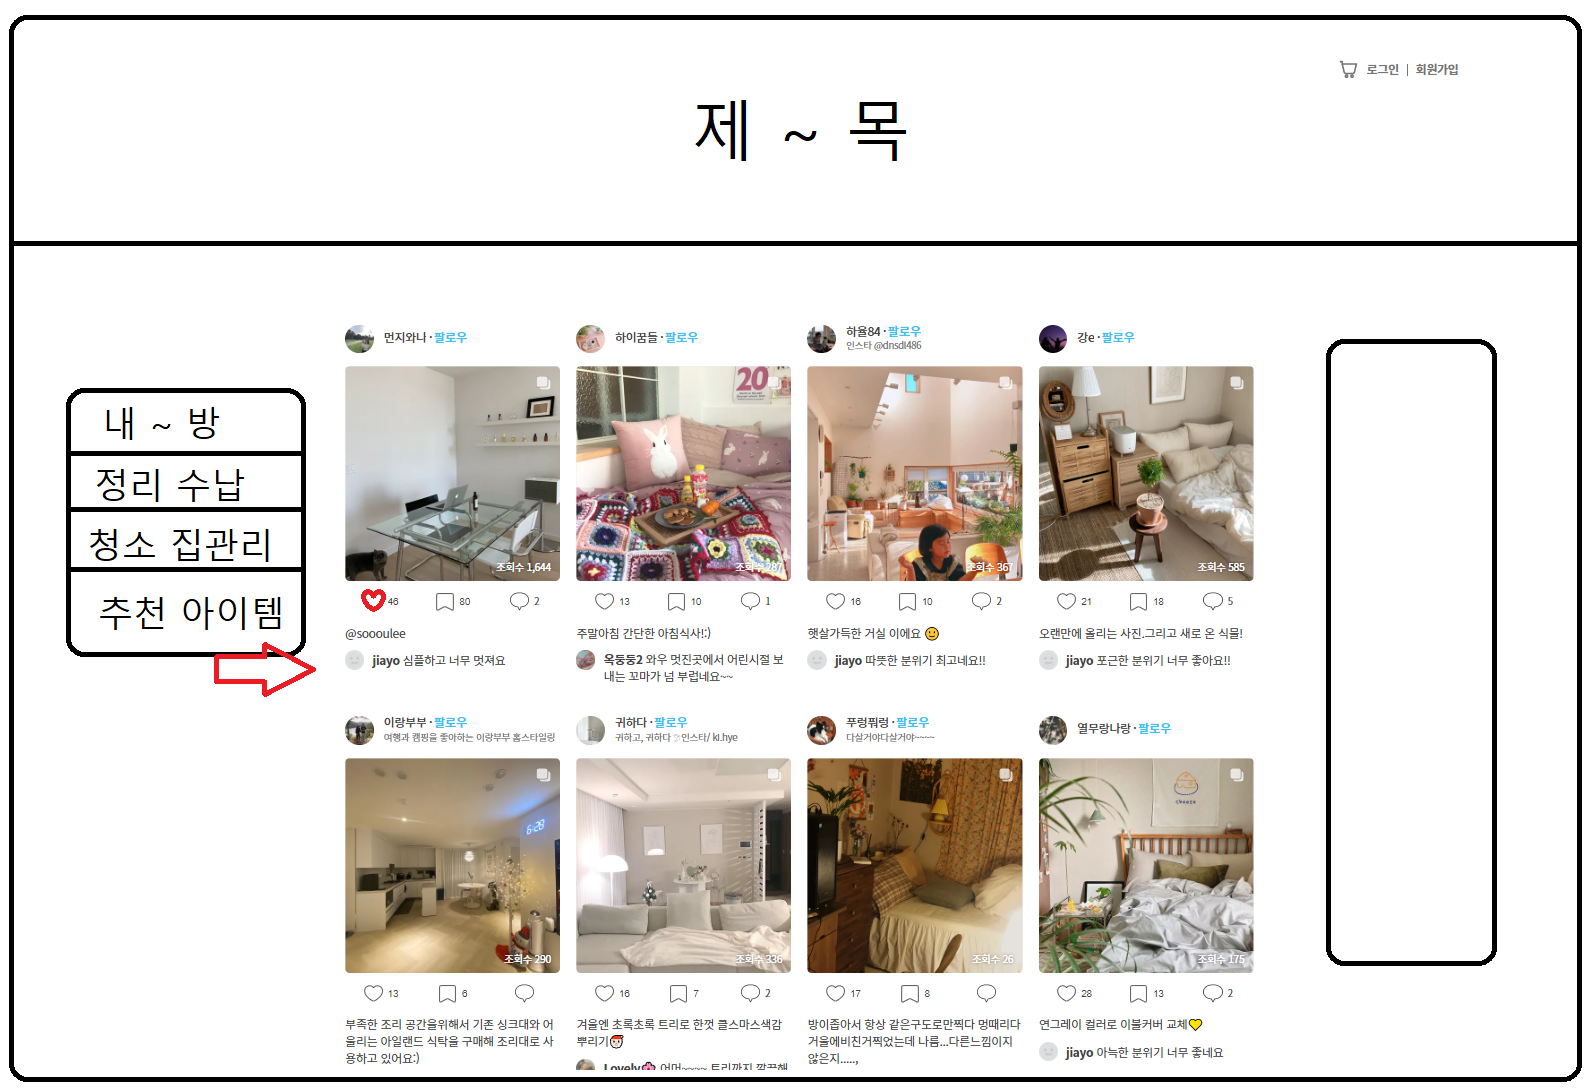 로그인 | 회원가입
제 ~ 목
내 ~ 방
정리 수납
청소 집관리
추천 아이템
먼지와나 · 팔로우
하이꿈들 · 팔로우
하율84 · 팔로우
인스타 @dnsdl486
강e · 팔로우
20
조회수 1,644
조회수 287
조회수 367
조회수 585
46 80 2
13 10 1
16 10 2
21 18 5
@soooulee
jiayo 심플하고 너무 멋져요
주말아침 간단한 아침식사!:)
옥둥둥2 와우 멋진곳에서 어린시절 보
내는 꼬마가 넘 부럽네요~~
햇살가득한 거실 이에요
jiayo 따뜻한 분위기 최고네요!!
오랜만에 올리는 사진.그리고 새로 온 식물!
jiayo 포근한 분위기 너무 좋아요!!
이랑부부 · 팔로우
여행과 캠핑을 좋아하는 이랑부부 홈스타일링
귀하다 · 팔로우
귀하고, 귀하다 인스타/ ki.hye
푸렁풔렁 · 팔로우
다살거야다살거야~~~~
열무랑나랑 · 팔로우
6:28
cheeze
조회수 290
조회수 336
조회수 26
조회수 175
13 6
16 7 2
17 8
28 13 2
부족한 조리 공간을위해서 기존 싱크대와 어
울리는 아일랜드 식탁을 구매해 조리대로 사
용하고 있어요:)
겨울엔 초록초록 트리로 한껏 클스마스색감
뿌리기🎅
Lovely🌸 어머~~~~ 트리까지 깔끔해
방이좁아서 항상 같은구도로만찍다 멍때리다
거울에비친거찍었는데 나름...다른느낌이지
않은지.....,
연그레이 컬러로 이불커버 교체💛
jiayo 아늑한 분위기 너무 좋네요